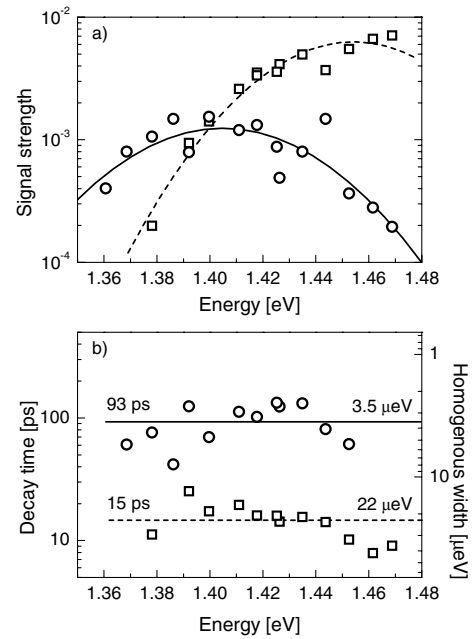 a)
Signal strength
10⁻²
10⁻³
10⁻⁴
1.36 1.38 1.40 1.42 1.44 1.46 1.48
Energy [eV]
b)
Decay time [ps]
100
10
93 ps 3.5 µeV
15 ps 22 µeV
1
10
Homogenous width [µeV]
1.36 1.38 1.40 1.42 1.44 1.46 1.48
Energy [eV]